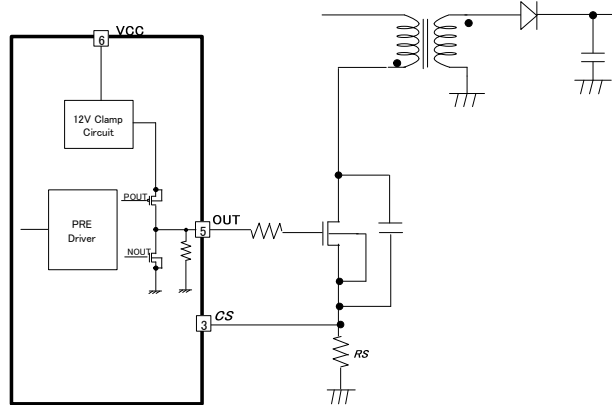 VCC
6
12V Clamp
Circuit
POUT
PRE
Driver
NOUT
5
OUT
3
CS
RS